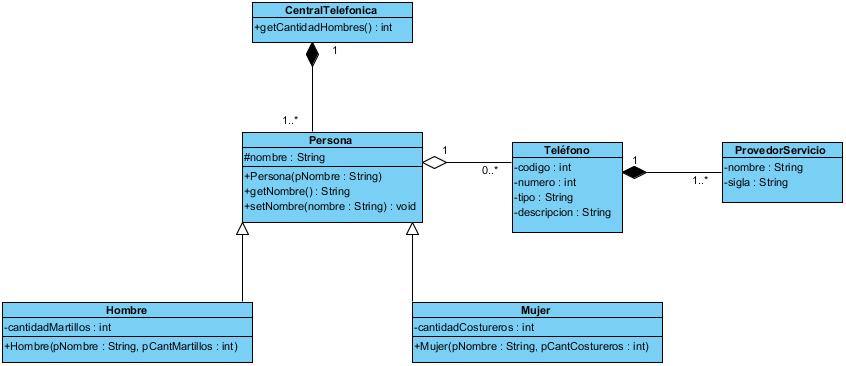 CentralTelefonica
+getCantidadHombres() : int
1
1..*
Persona
#nombre : String
+Persona(pNombre : String)
+getNombre() : String
+setNombre(nombre : String) : void
1
0..*
Teléfono
-codigo : int
-numero : int
-tipo : String
-descripcion : String
1
1..*
ProvedorServicio
-nombre : String
-sigla : String
Hombre
-cantidadMartillos : int
+Hombre(pNombre : String, pCantMartillos : int)
Mujer
-cantidadCostureros : int
+Mujer(pNombre : String, pCantCostureros : int)